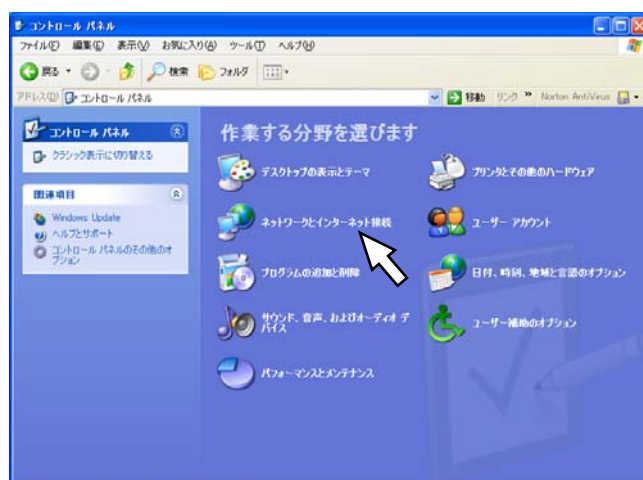 コントロール パネル
ファイル(F) 編集(E) 表示(V) お気に入り(A) ツール(T) ヘルプ(H)
戻る 検索 フォルダ
アドレス(D) コントロール パネル 移動 リンク » Norton AntiVirus
コントロール パネル
クラシック表示に切り替える
関連項目
Windows Update
ヘルプとサポート
コントロール パネルのその他のオ
プション
作業する分野を選びます
デスクトップの表示とテーマ
プリンタとその他のハードウェア
ネットワークとインターネット接続
ユーザー アカウント
プログラムの追加と削除
日付、時刻、地域と言語のオプション
サウンド、音声、およびオーディオ デ
バイス
ユーザー補助のオプション
パフォーマンスとメンテナンス